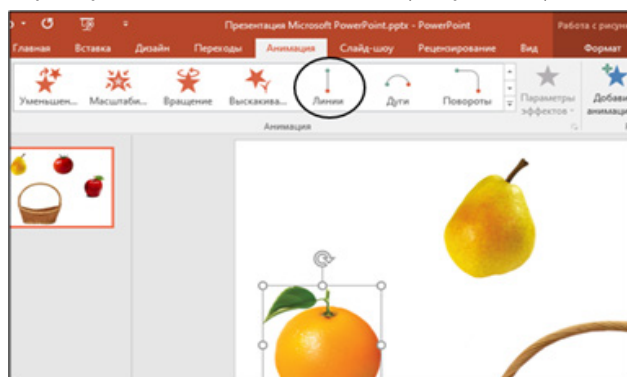 Презентация Microsoft PowerPoint.pptx - PowerPoint Работа с рисунк
Главная Вставка Дизайн Переходы Анимация Слайд-шоу Рецензирование Вид Формат
Уменьшен... Масштаби... Вращение Выскакива... Линии Дуги Повороты Параметры Добави
эффектов анимаци
Анимация